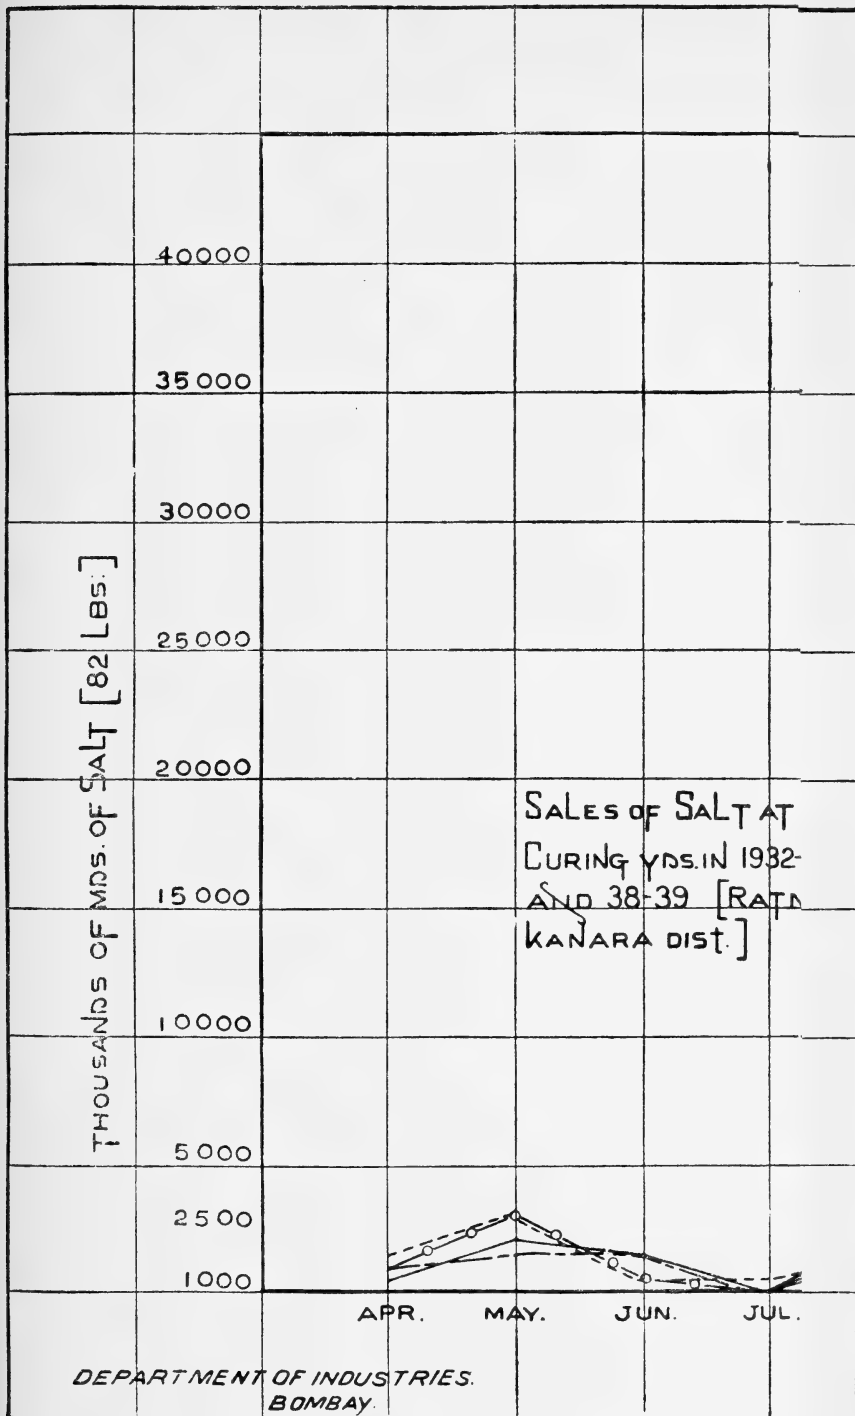 40000
35000
30000
25000
20000
15000
10000
5000
2500
1000
THOUSANDS OF MDS. OF SALT [82 LBS.]
SALES OF SALT AT
CURING YDS. IN 1932-
AND 38-39 [RATN
KANARA DIST.]
APR. MAY. JUN. JUL.
DEPARTMENT OF INDUSTRIES.
BOMBAY.